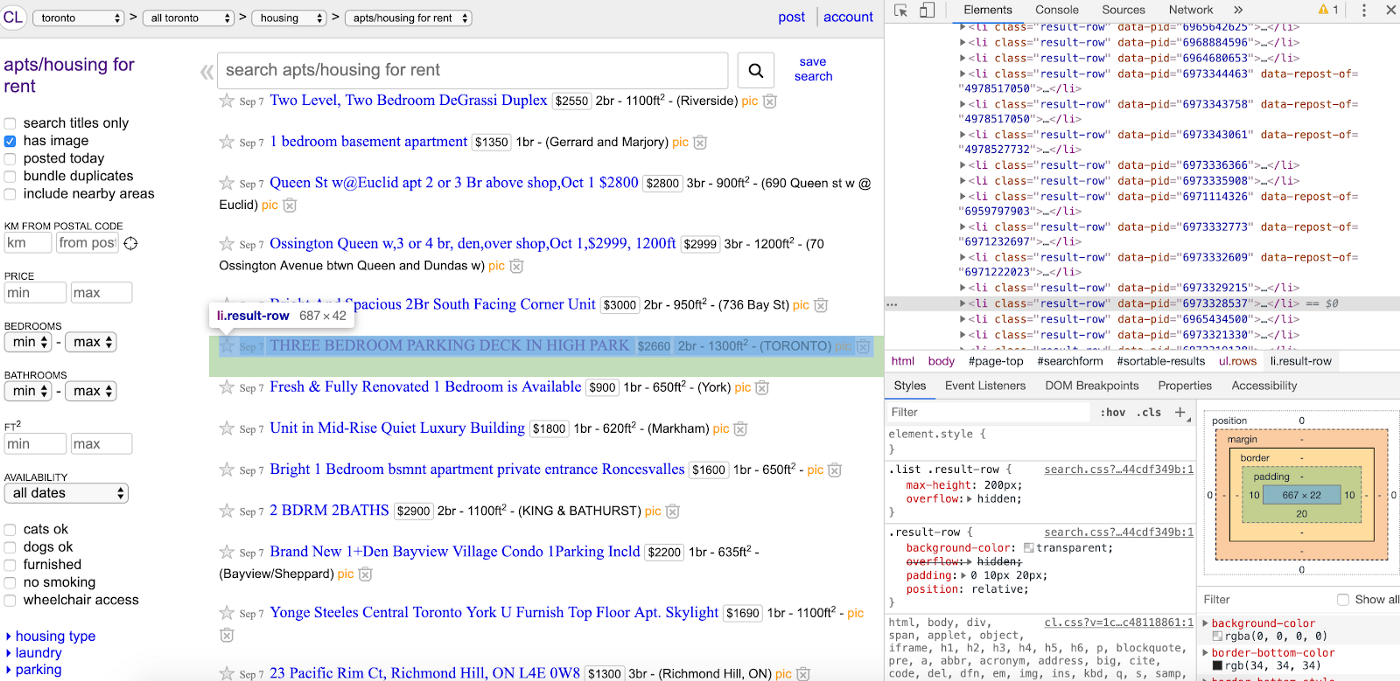 CL toronto > all toronto > housing > apts/housing for rent post account
apts/housing for
rent
search titles only
has image
posted today
bundle duplicates
include nearby areas
KM FROM POSTAL CODE
km from pos
PRICE
min max
BEDROOMS
min - max
BATHROOMS
min - max
FT2
min max
AVAILABILITY
all dates
cats ok
dogs ok
furnished
no smoking
wheelchair access
housing type
laundry
parking
« search apts/housing for rent save
search
Sep 7 Two Level, Two Bedroom DeGrassi Duplex $2550 2br - 1100ft2 - (Riverside) pic
Sep 7 1 bedroom basement apartment $1350 1br - (Gerrard and Marjory) pic
Sep 7 Queen St w@Euclid apt 2 or 3 Br above shop,Oct 1 $2800 $2800 3br - 900ft2 - (690 Queen st w @
Euclid) pic
Sep 7 Ossington Queen w,3 or 4 br, den,over shop,Oct 1,$2999, 1200ft $2999 3br - 1200ft2 - (70
Ossington Avenue btwn Queen and Dundas w) pic
Spacious 2Br South Facing Corner Unit $3000 2br - 950ft2 - (736 Bay St) pic
li.result-row 687 × 42
Sep 7 THREE BEDROOM PARKING DECK IN HIGH PARK $2660 2br - 1300ft2 - (TORONTO) pic
Sep 7 Fresh & Fully Renovated 1 Bedroom is Available $900 1br - 650ft2 - (York) pic
Sep 7 Unit in Mid-Rise Quiet Luxury Building $1800 1br - 620ft2 - (Markham) pic
Sep 7 Bright 1 Bedroom bsmnt apartment private entrance Roncesvalles $1600 1br - 650ft2 - pic
Sep 7 2 BDRM 2BATHS $2900 2br - 1100ft2 - (KING & BATHURST) pic
Sep 7 Brand New 1+Den Bayview Village Condo 1Parking Incld $2200 1br - 635ft2 -
(Bayview/Sheppard) pic
Sep 7 Yonge Steeles Central Toronto York U Furnish Top Floor Apt. Skylight $1690 1br - 1100ft2 - pic
Sep 7 23 Pacific Rim Ct, Richmond Hill, ON L4E 0W8 $1300 3br - (Richmond Hill, ON) pic
Elements Console Sources Network » 1
<li class="result-row" data-pid="6965642625">…</li>
<li class="result-row" data-pid="6968884596">…</li>
<li class="result-row" data-pid="6964680653">…</li>
<li class="result-row" data-pid="6973344463" data-repost-of=
"4978517050">…</li>
<li class="result-row" data-pid="6973343758" data-repost-of=
"4978517050">…</li>
<li class="result-row" data-pid="6973343061" data-repost-of=
"4978527732">…</li>
<li class="result-row" data-pid="6973336366">…</li>
<li class="result-row" data-pid="6973335908">…</li>
<li class="result-row" data-pid="6971114326" data-repost-of=
"6959797903">…</li>
<li class="result-row" data-pid="6973332773" data-repost-of=
"6971232697">…</li>
<li class="result-row" data-pid="6973332609" data-repost-of=
"6971222023">…</li>
<li class="result-row" data-pid="6973329215">…</li>
… <li class="result-row" data-pid="6973328537">…</li> == $0
<li class="result-row" data-pid="6965434500">…</li>
<li class="result-row" data-pid="6973321330">…</li>
html body #page-top #searchform #sortable-results ul.rows li.result-row
Styles Event Listeners DOM Breakpoints Properties Accessibility
Filter :hov .cls +
element.style {
}
.list .result-row { search.css?…44cdf349b:1
max-height: 200px;
overflow: hidden;
}
.result-row { search.css?…44cdf349b:1
background-color: transparent;
overflow: hidden;
padding: 0 10px 20px;
position: relative;
}
html, body, div, cl.css?v=1c…c48118861:1
span, applet, object,
iframe, h1, h2, h3, h4, h5, h6, p, blockquote,
pre, a, abbr, acronym, address, big, cite,
code, del, dfn, em, img, ins, kbd, q, s, samp,
position 0
margin -
border -
padding -
0 - - 10 667 × 22 10 - - 0
20
-
-
0
Filter Show all
background-color
rgba(0, 0, 0, 0)
border-bottom-color
rgb(34, 34, 34)